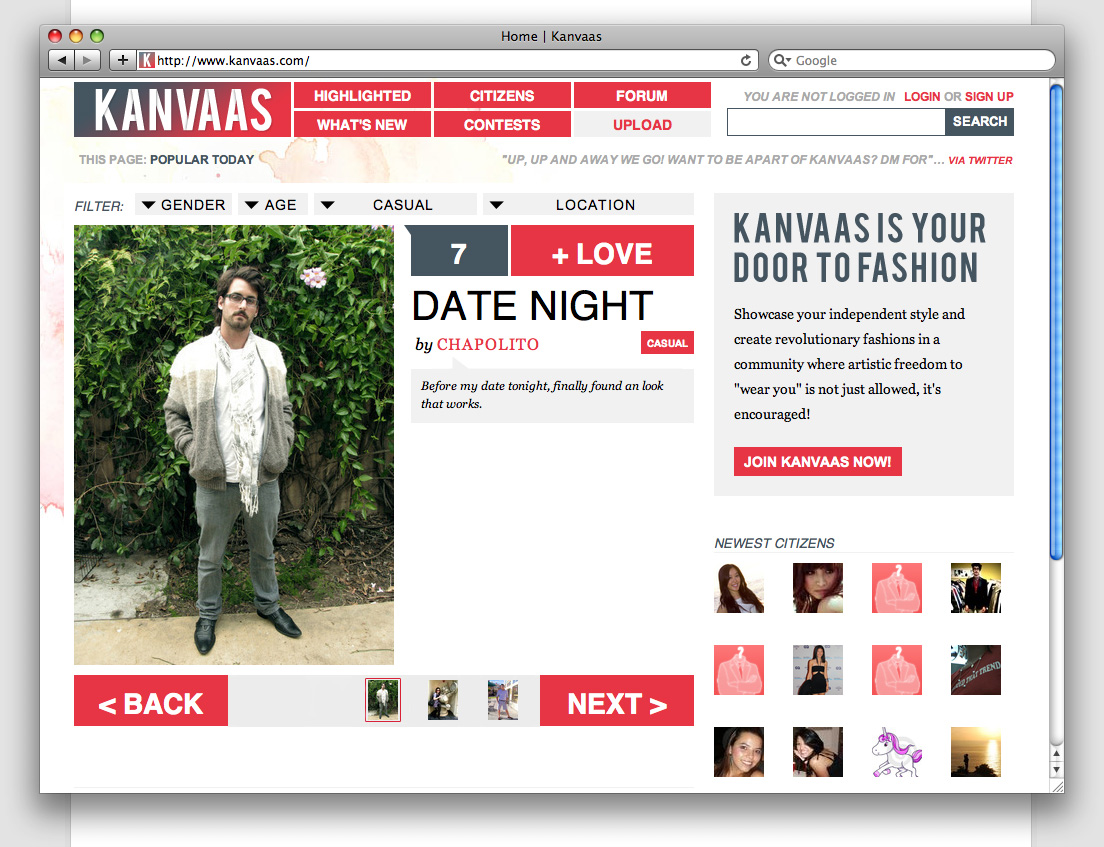 Home | Kanvaas
http://www.kanvaas.com/
Google
KANVAAS
HIGHLIGHTED CITIZENS FORUM
WHAT'S NEW CONTESTS UPLOAD
YOU ARE NOT LOGGED IN LOGIN OR SIGN UP
SEARCH
THIS PAGE: POPULAR TODAY
"UP, UP AND AWAY WE GO! WANT TO BE APART OF KANVAAS? DM FOR"... VIA TWITTER
FILTER: GENDER AGE CASUAL LOCATION
7
+ LOVE
DATE NIGHT
by CHAPOLITO
CASUAL
Before my date tonight, finally found an look
that works.
< BACK
NEXT >
KANVAAS IS YOUR
DOOR TO FASHION
Showcase your independent style and
create revolutionary fashions in a
community where artistic freedom to
"wear you" is not just allowed, it's
encouraged!
JOIN KANVAAS NOW!
NEWEST CITIZENS
?
?
?